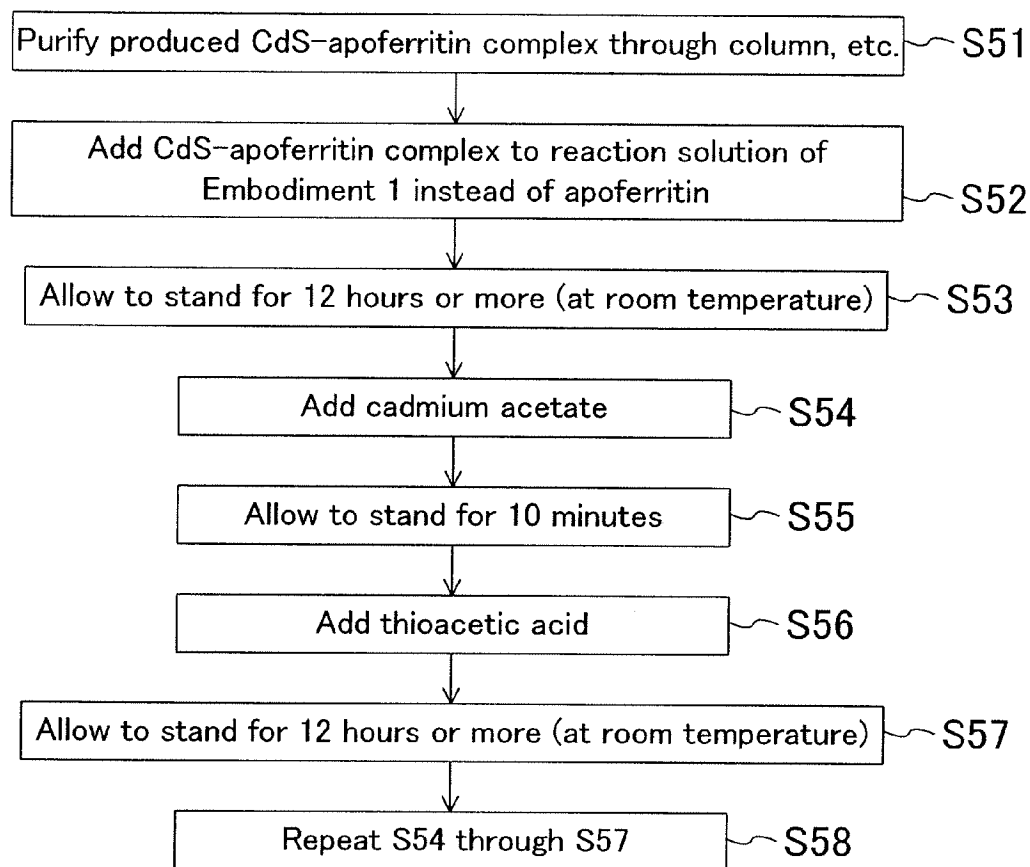 Purify produced CdS-apoferritin complex through column, etc. S51
Add CdS-apoferritin complex to reaction solution of
Embodiment 1 instead of apoferritin S52
Allow to stand for 12 hours or more (at room temperature) S53
Add cadmium acetate S54
Allow to stand for 10 minutes S55
Add thioacetic acid S56
Allow to stand for 12 hours or more (at room temperature) S57
Repeat S54 through S57 S58